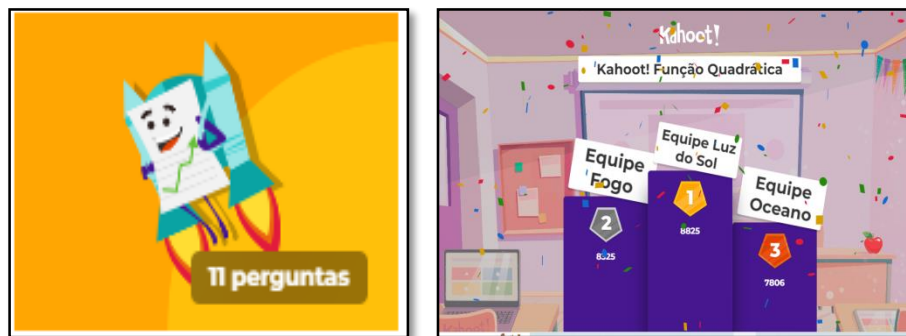 11 perguntas
Kahoot!
Kahoot! Função Quadrática
Equipe Luz
do Sol
Equipe
Fogo
Equipe
Oceano
1
8825
2
3
7806